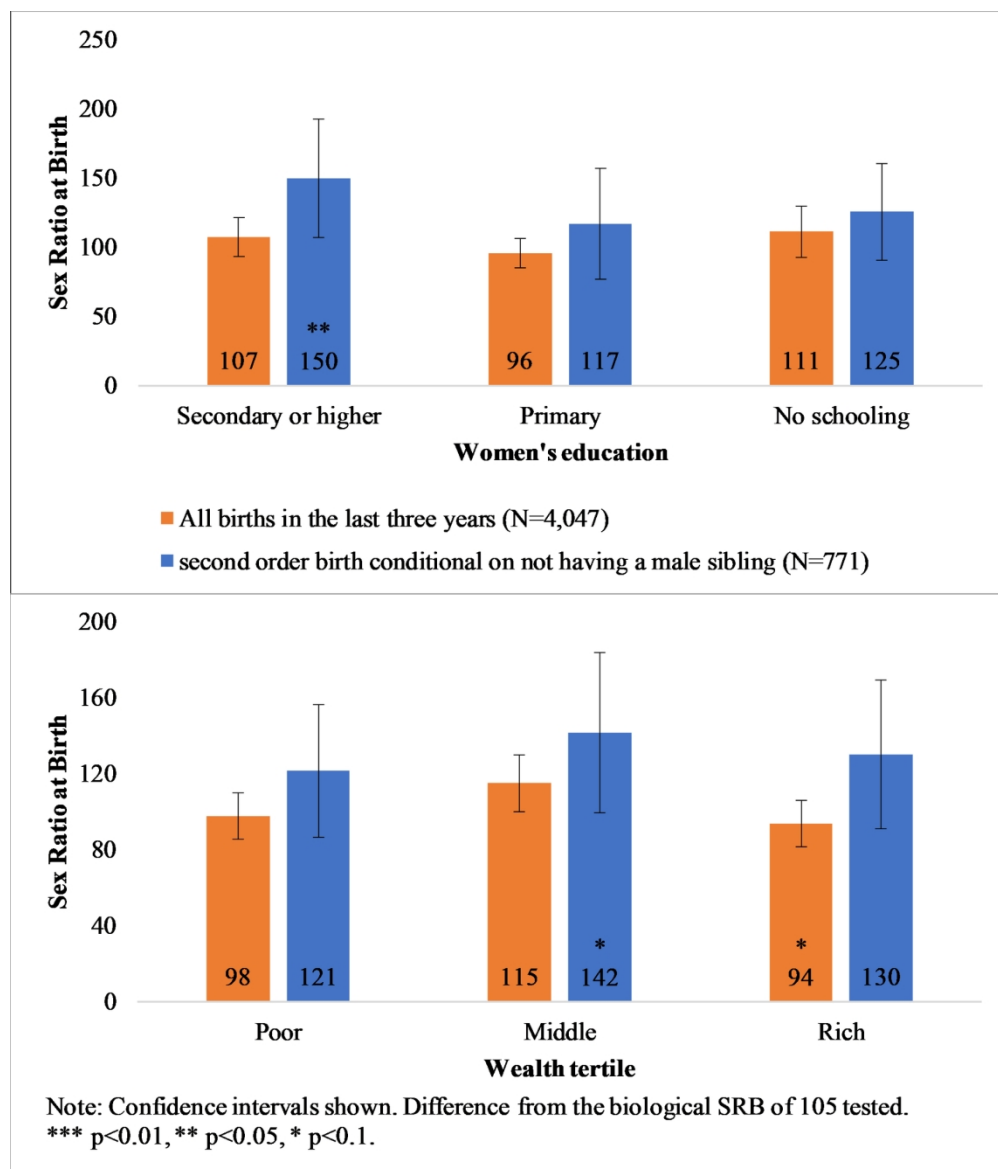 250
200
150
100
50
0
Sex Ratio at Birth
107
**
150
96
117
111
125
Secondary or higher
Primary
No schooling
Women's education
All births in the last three years (N=4,047)
second order birth conditional on not having a male sibling (N=771)
200
160
120
80
40
0
Sex Ratio at Birth
98
121
115
*
142
*
94
130
Poor
Middle
Rich
Wealth tertile
Note: Confidence intervals shown. Difference from the biological SRB of 105 tested.
*** p<0.01, ** p<0.05, * p<0.1.